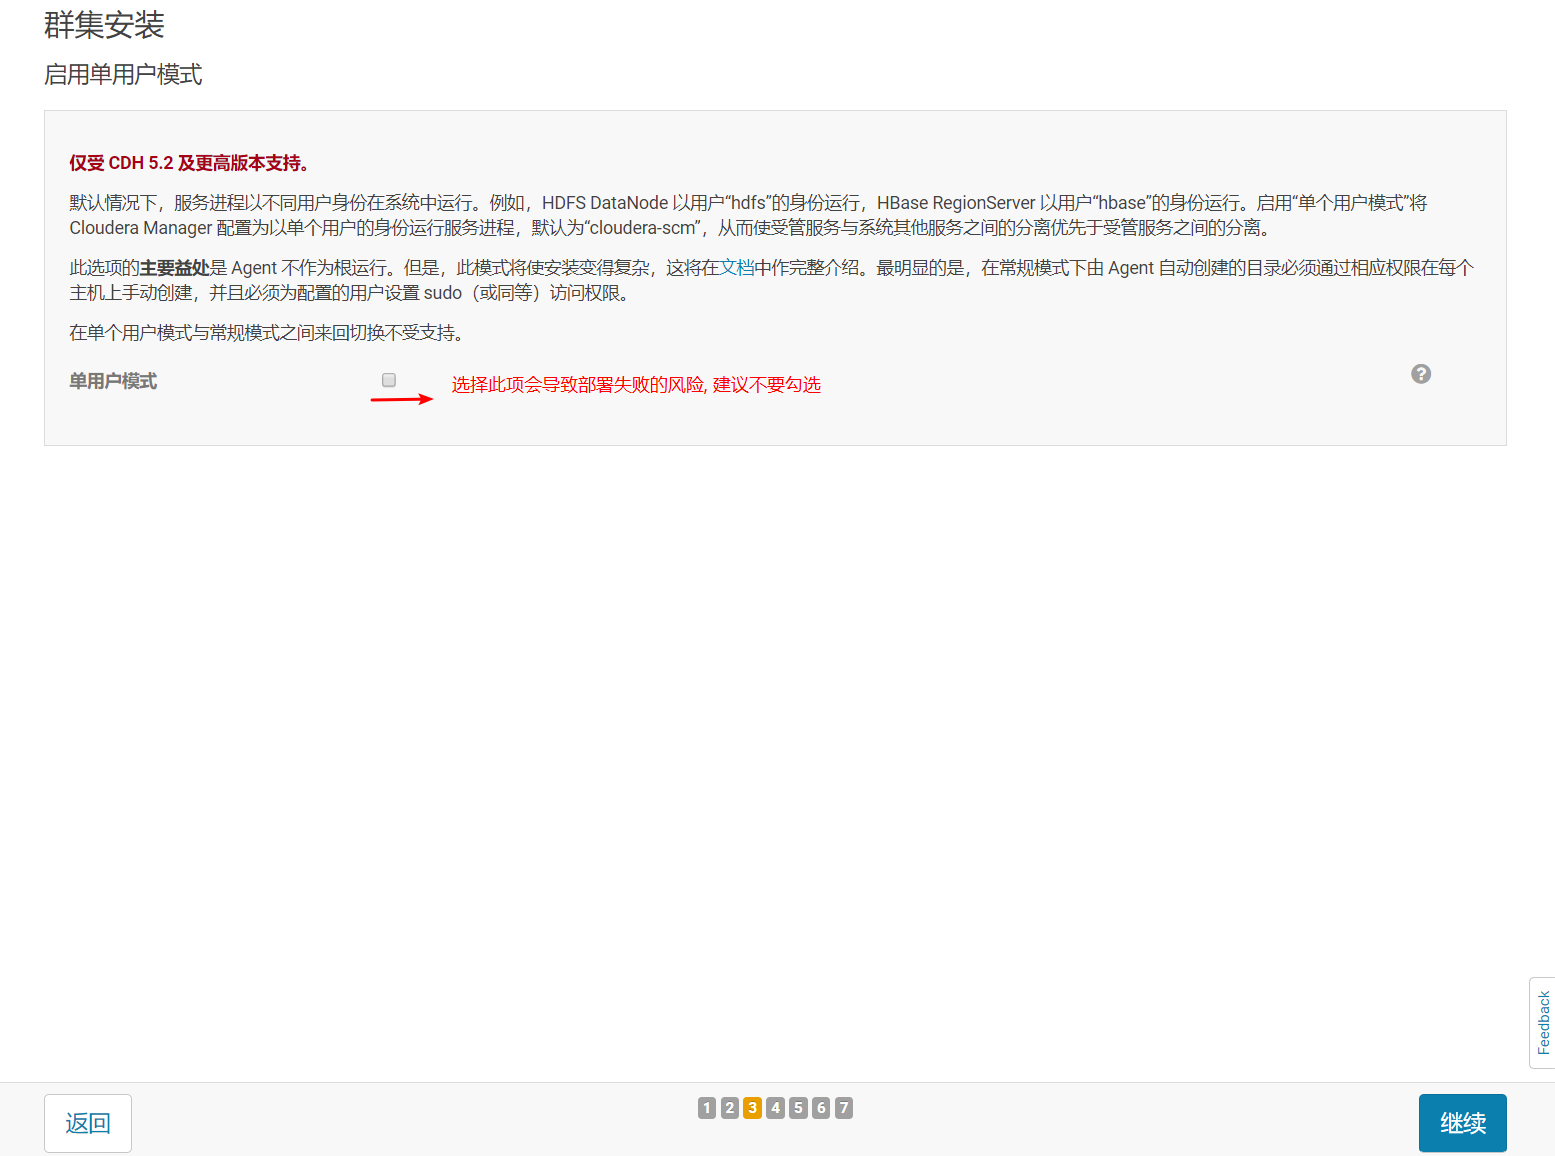 群集安装
启用单用户模式
仅受 CDH 5.2 及更高版本支持。
默认情况下，服务进程以不同用户身份在系统中运行。例如，HDFS DataNode 以用户“hdfs”的身份运行，HBase RegionServer 以用户“hbase”的身份运行。启用“单个用户模式”将
Cloudera Manager 配置为以单个用户的身份运行服务进程，默认为“cloudera-scm”，从而使受管服务与系统其他服务之间的分离优先于受管服务之间的分离。
此选项的主要益处是 Agent 不作为根运行。但是，此模式将使安装变得复杂，这将在文档中作完整介绍。最明显的是，在常规模式下由 Agent 自动创建的目录必须通过相应权限在每个
主机上手动创建，并且必须为配置的用户设置 sudo（或同等）访问权限。
在单个用户模式与常规模式之间来回切换不受支持。
单用户模式
选择此项会导致部署失败的风险, 建议不要勾选
?
Feedback
返回
1 2 3 4 5 6 7
继续